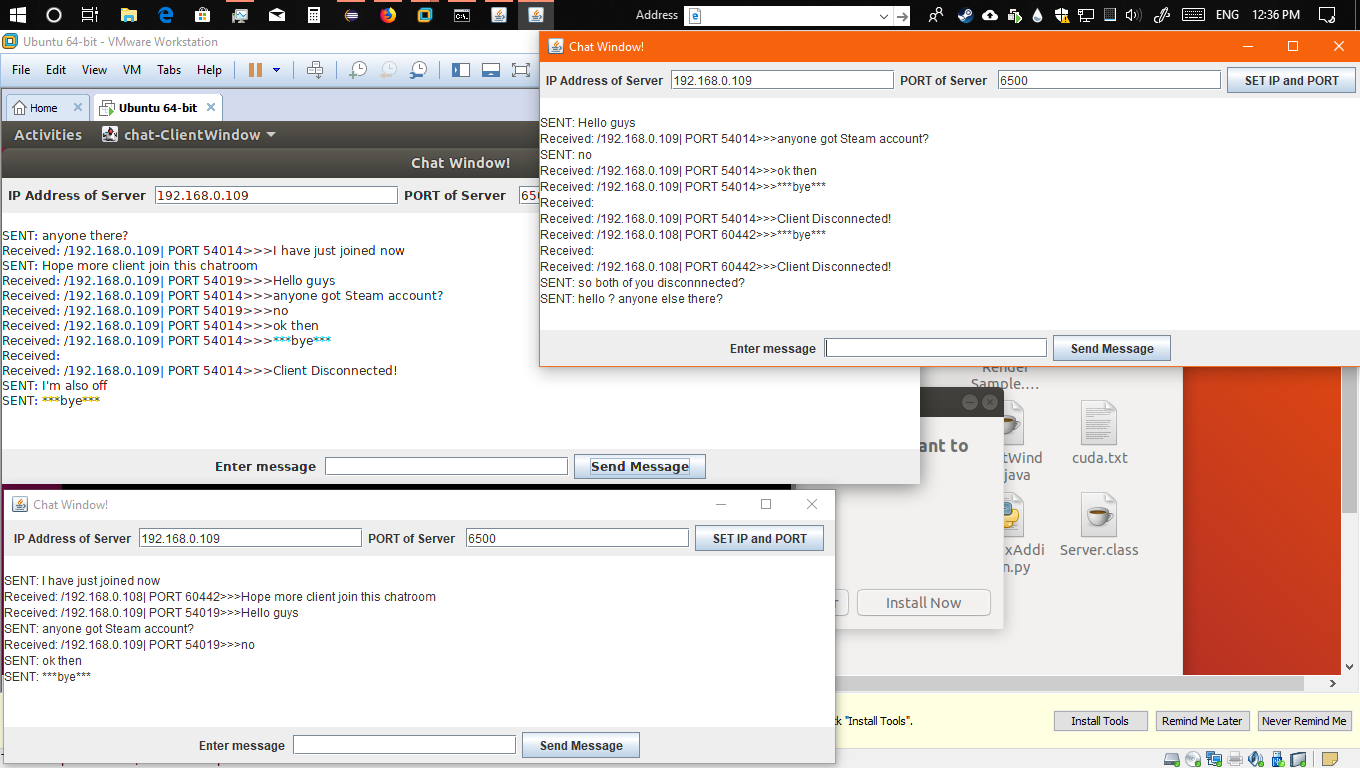 Address
ENG
12:36 PM
Ubuntu 64-bit - VMware Workstation
File Edit View VM Tabs Help
Home
Ubuntu 64-bit
Activities
chat-ClientWindow
Chat Window!
IP Address of Server 192.168.0.109 PORT of Server
SENT: anyone there?
Received: /192.168.0.109| PORT 54014>>>I have just joined now
SENT: Hope more client join this chatroom
Received: /192.168.0.109| PORT 54019>>>Hello guys
Received: /192.168.0.109| PORT 54014>>>anyone got Steam account?
Received: /192.168.0.109| PORT 54019>>>no
Received: /192.168.0.109| PORT 54014>>>ok then
Received: /192.168.0.109| PORT 54014>>>***bye***
Received:
Received: /192.168.0.109| PORT 54014>>>Client Disconnected!
SENT: I'm also off
SENT: ***bye***
Enter message
Send Message
Chat Window!
IP Address of Server 192.168.0.109 PORT of Server 6500 SET IP and PORT
SENT: Hello guys
Received: /192.168.0.109| PORT 54014>>>anyone got Steam account?
SENT: no
Received: /192.168.0.109| PORT 54014>>>ok then
Received: /192.168.0.109| PORT 54014>>>***bye***
Received:
Received: /192.168.0.109| PORT 54014>>>Client Disconnected!
Received: /192.168.0.108| PORT 60442>>>***bye***
Received:
Received: /192.168.0.108| PORT 60442>>>Client Disconnected!
SENT: so both of you disconnnected?
SENT: hello ? anyone else there?
Enter message
Send Message
Chat Window!
IP Address of Server 192.168.0.109 PORT of Server 6500 SET IP and PORT
SENT: I have just joined now
Received: /192.168.0.108| PORT 60442>>>Hope more client join this chatroom
Received: /192.168.0.109| PORT 54019>>>Hello guys
SENT: anyone got Steam account?
Received: /192.168.0.109| PORT 54019>>>no
SENT: ok then
SENT: ***bye***
Enter message
Send Message
Sample....
ant to
tWind
java
cuda.txt
xAddi
n.py
Server.class
Install Now
"Install Tools".
Install Tools
Remind Me Later
Never Remind Me